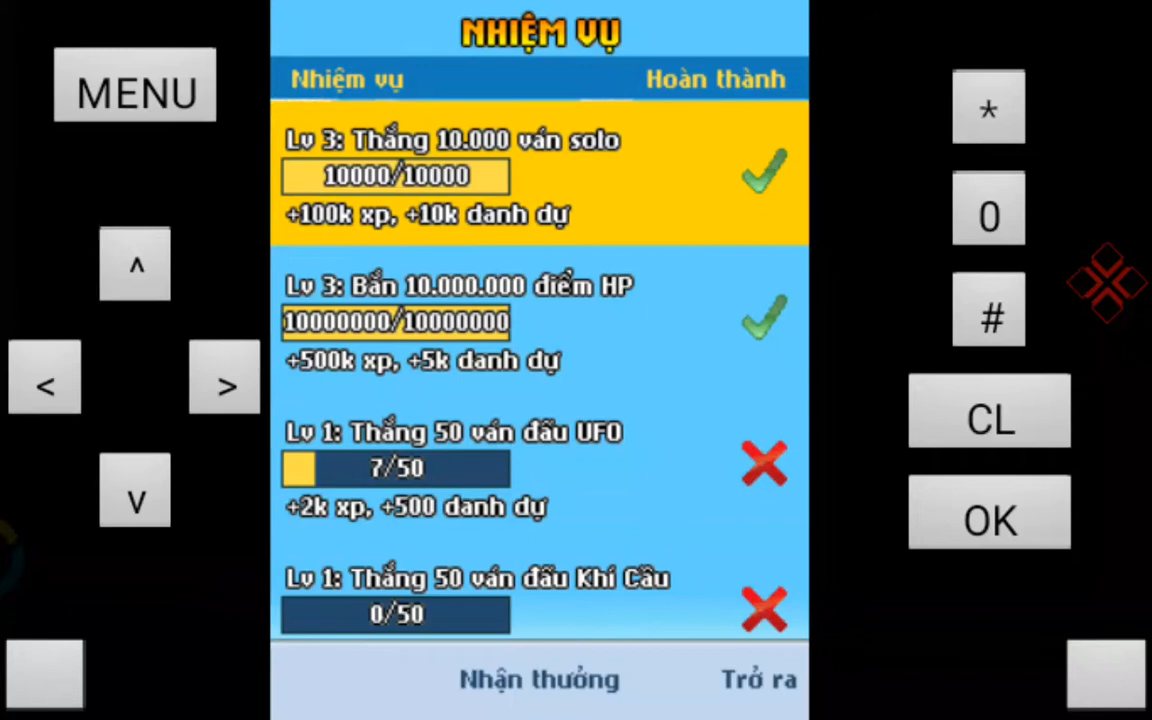 NHIỆM VỤ
Nhiệm vụ Hoàn thành
Lv 3: Thắng 10.000 ván solo
10000/10000
+100k xp, +10k danh dự
Lv 3: Bắn 10.000.000 điểm HP
10000000/10000000
+500k xp, +5k danh dự
Lv 1: Thắng 50 ván đấu UFO
7/50
+2k xp, +500 danh dự
Lv 1: Thắng 50 ván đấu Khí Cầu
0/50
Nhận thưởng Trở ra
MENU
^
< >
v
*
0
#
CL
OK